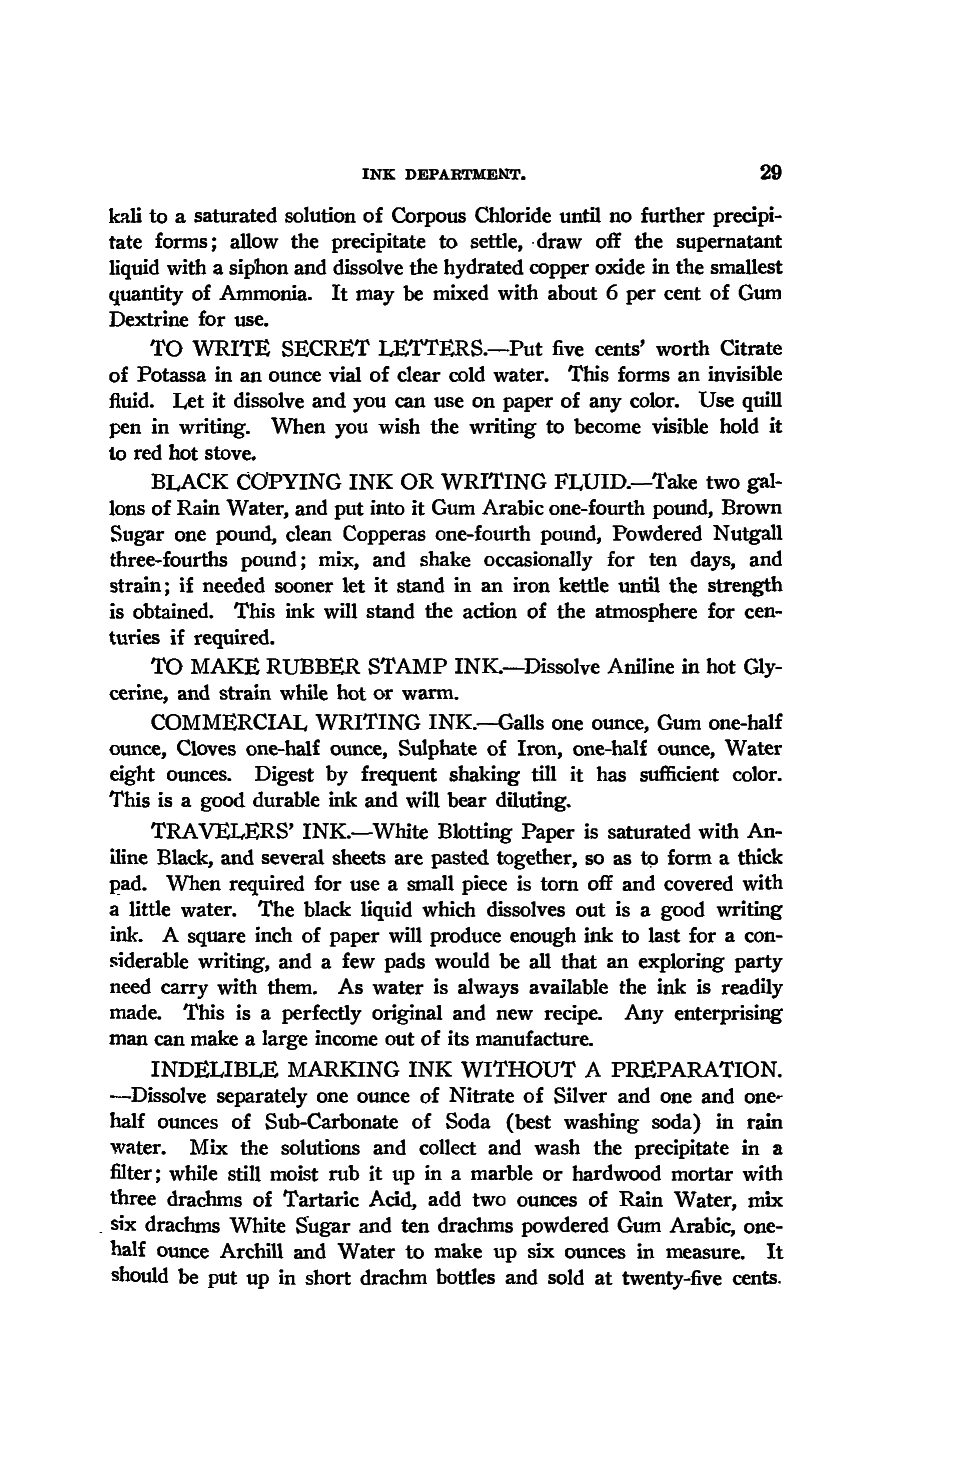 INK DEPARTMENT. 29
kali to a saturated solution of Corpous Chloride until no further precipi-
tate forms; allow the precipitate to settle, draw off the supernatant
liquid with a siphon and dissolve the hydrated copper oxide in the smallest
quantity of Ammonia. It may be mixed with about 6 per cent of Gum
Dextrine for use.
TO WRITE SECRET LETTERS.—Put five cents' worth Citrate
of Potassa in an ounce vial of clear cold water. This forms an invisible
fluid. Let it dissolve and you can use on paper of any color. Use quill
pen in writing. When you wish the writing to become visible hold it
to red hot stove.
BLACK COPYING INK OR WRITING FLUID.—Take two gal-
lons of Rain Water, and put into it Gum Arabic one-fourth pound, Brown
Sugar one pound, clean Copperas one-fourth pound, Powdered Nutgall
three-fourths pound; mix, and shake occasionally for ten days, and
strain; if needed sooner let it stand in an iron kettle until the strength
is obtained. This ink will stand the action of the atmosphere for cen-
turies if required.
TO MAKE RUBBER STAMP INK.—Dissolve Aniline in hot Gly-
cerine, and strain while hot or warm.
COMMERCIAL WRITING INK.—Galls one ounce, Gum one-half
ounce, Cloves one-half ounce, Sulphate of Iron, one-half ounce, Water
eight ounces. Digest by frequent shaking till it has sufficient color.
This is a good durable ink and will bear diluting.
TRAVELERS' INK.—White Blotting Paper is saturated with An-
iline Black, and several sheets are pasted together, so as to form a thick
pad. When required for use a small piece is torn off and covered with
a little water. The black liquid which dissolves out is a good writing
ink. A square inch of paper will produce enough ink to last for a con-
siderable writing, and a few pads would be all that an exploring party
need carry with them. As water is always available the ink is readily
made. This is a perfectly original and new recipe. Any enterprising
man can make a large income out of its manufacture.
INDELIBLE MARKING INK WITHOUT A PREPARATION.
—Dissolve separately one ounce of Nitrate of Silver and one and one-
half ounces of Sub-Carbonate of Soda (best washing soda) in rain
water. Mix the solutions and collect and wash the precipitate in a
filter; while still moist rub it up in a marble or hardwood mortar with
three drachms of Tartaric Acid, add two ounces of Rain Water, mix
six drachms White Sugar and ten drachms powdered Gum Arabic, one-
half ounce Archill and Water to make up six ounces in measure. It
should be put up in short drachm bottles and sold at twenty-five cents.